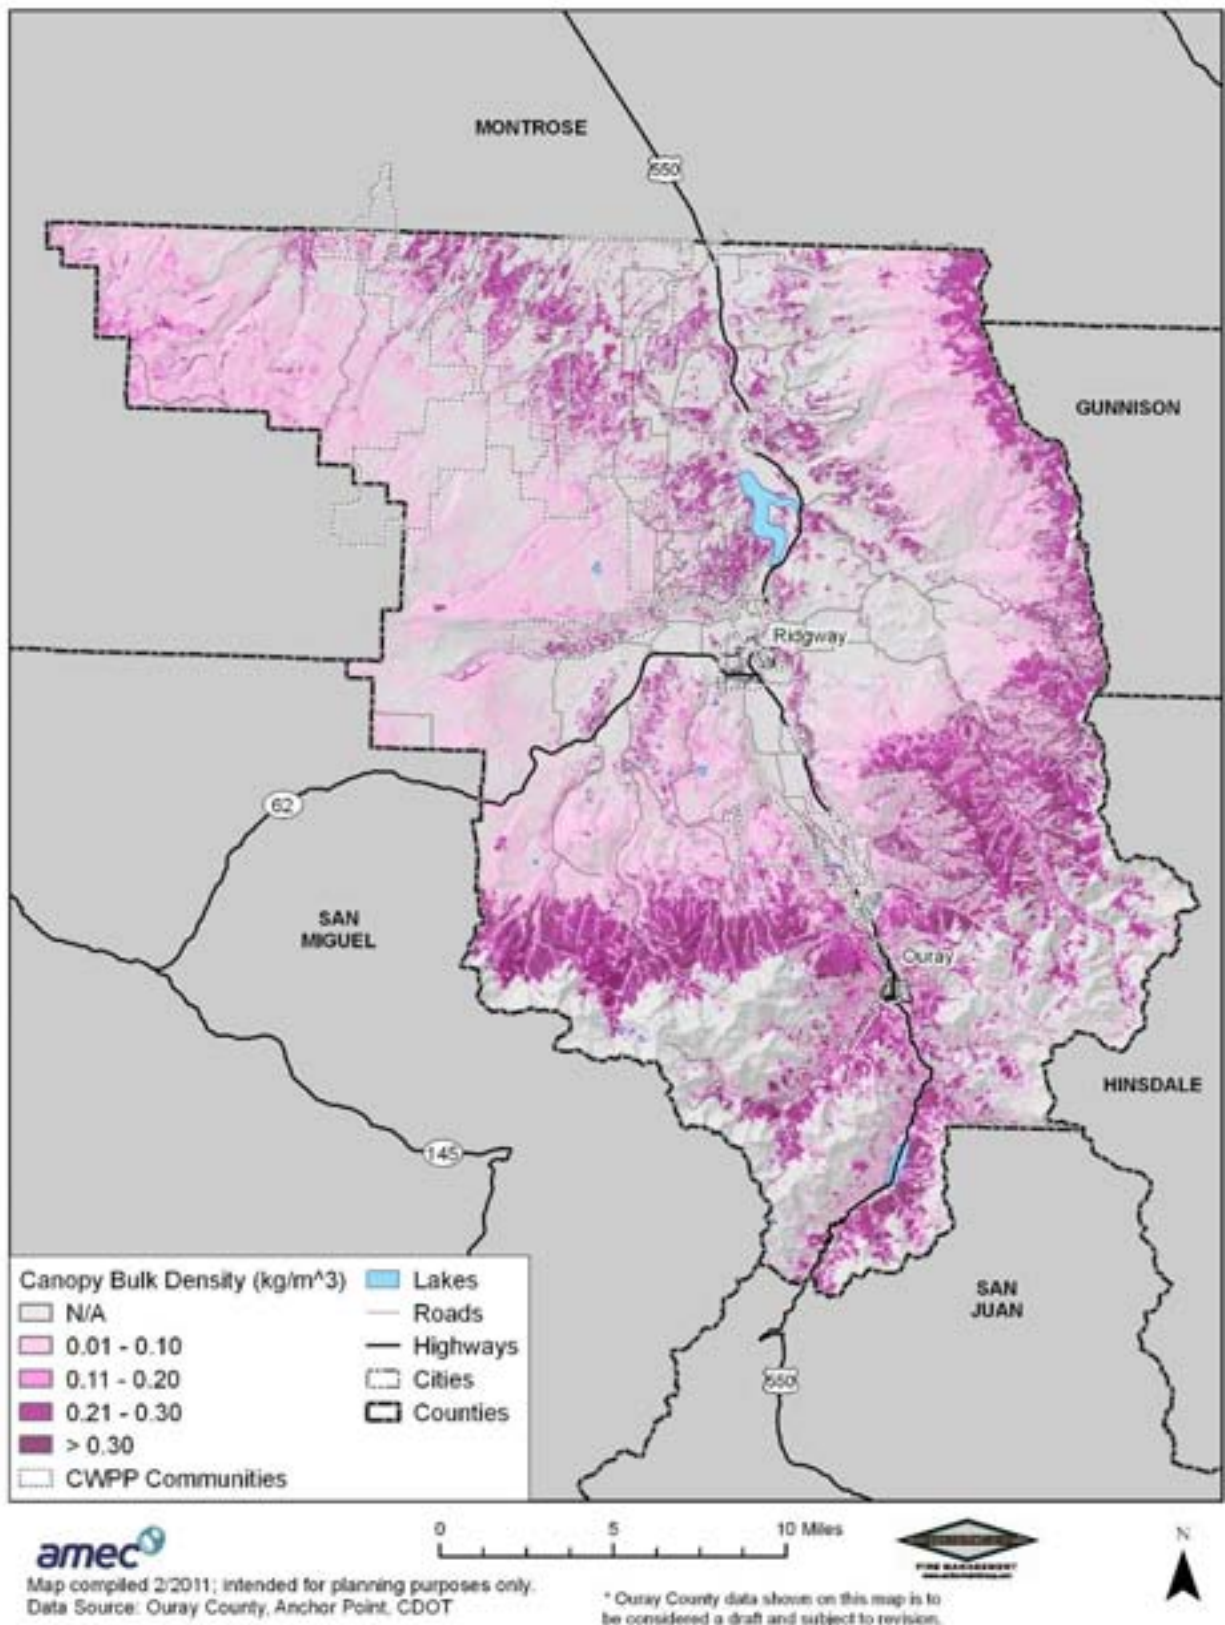 MONTROSE
550
GUNNISON
Ridgway
62
SAN
MIGUEL
Ouray
HINSDALE
145
SAN
JUAN
550
Canopy Bulk Density (kg/m^3)
N/A
0.01 - 0.10
0.11 - 0.20
0.21 - 0.30
> 0.30
CWPP Communities
Lakes
Roads
Highways
Cities
Counties
amec
0 5 10 Miles
FIRE MANAGEMENT
N
Map compiled 2/2011; intended for planning purposes only.
Data Source: Ouray County, Anchor Point, CDOT
* Ouray County data shown on this map is to
be considered a draft and subject to revision.